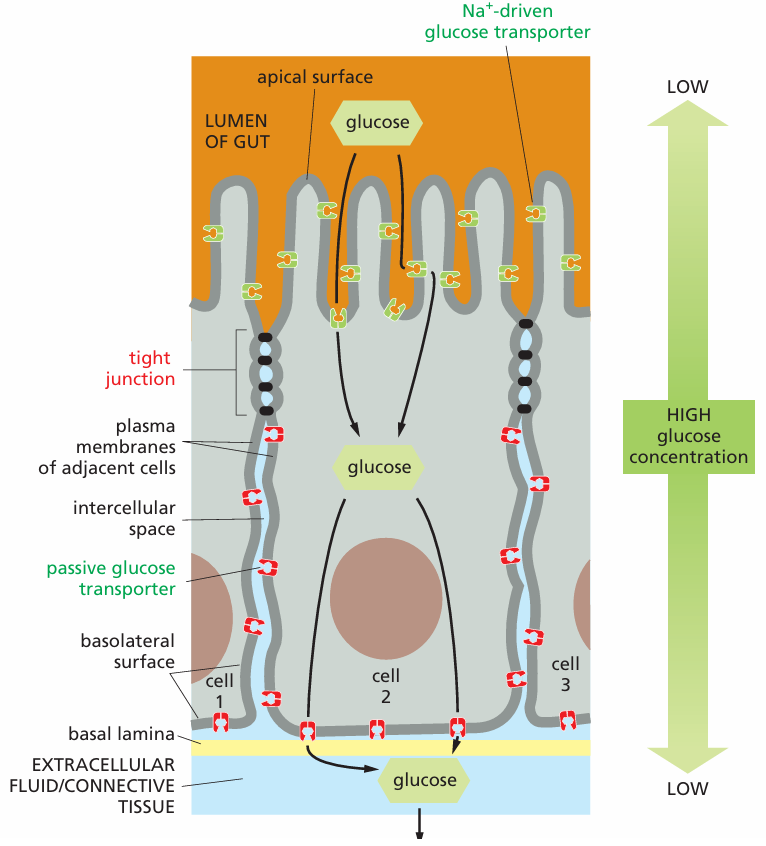 Na+-driven
glucose transporter
apical surface
LOW
LUMEN
OF GUT
glucose
tight
junction
HIGH
glucose
concentration
plasma
membranes
of adjacent cells
glucose
intercellular
space
passive glucose
transporter
basolateral
surface
cell
1
cell
2
cell
3
basal lamina
EXTRACELLULAR
FLUID/CONNECTIVE
TISSUE
glucose
LOW